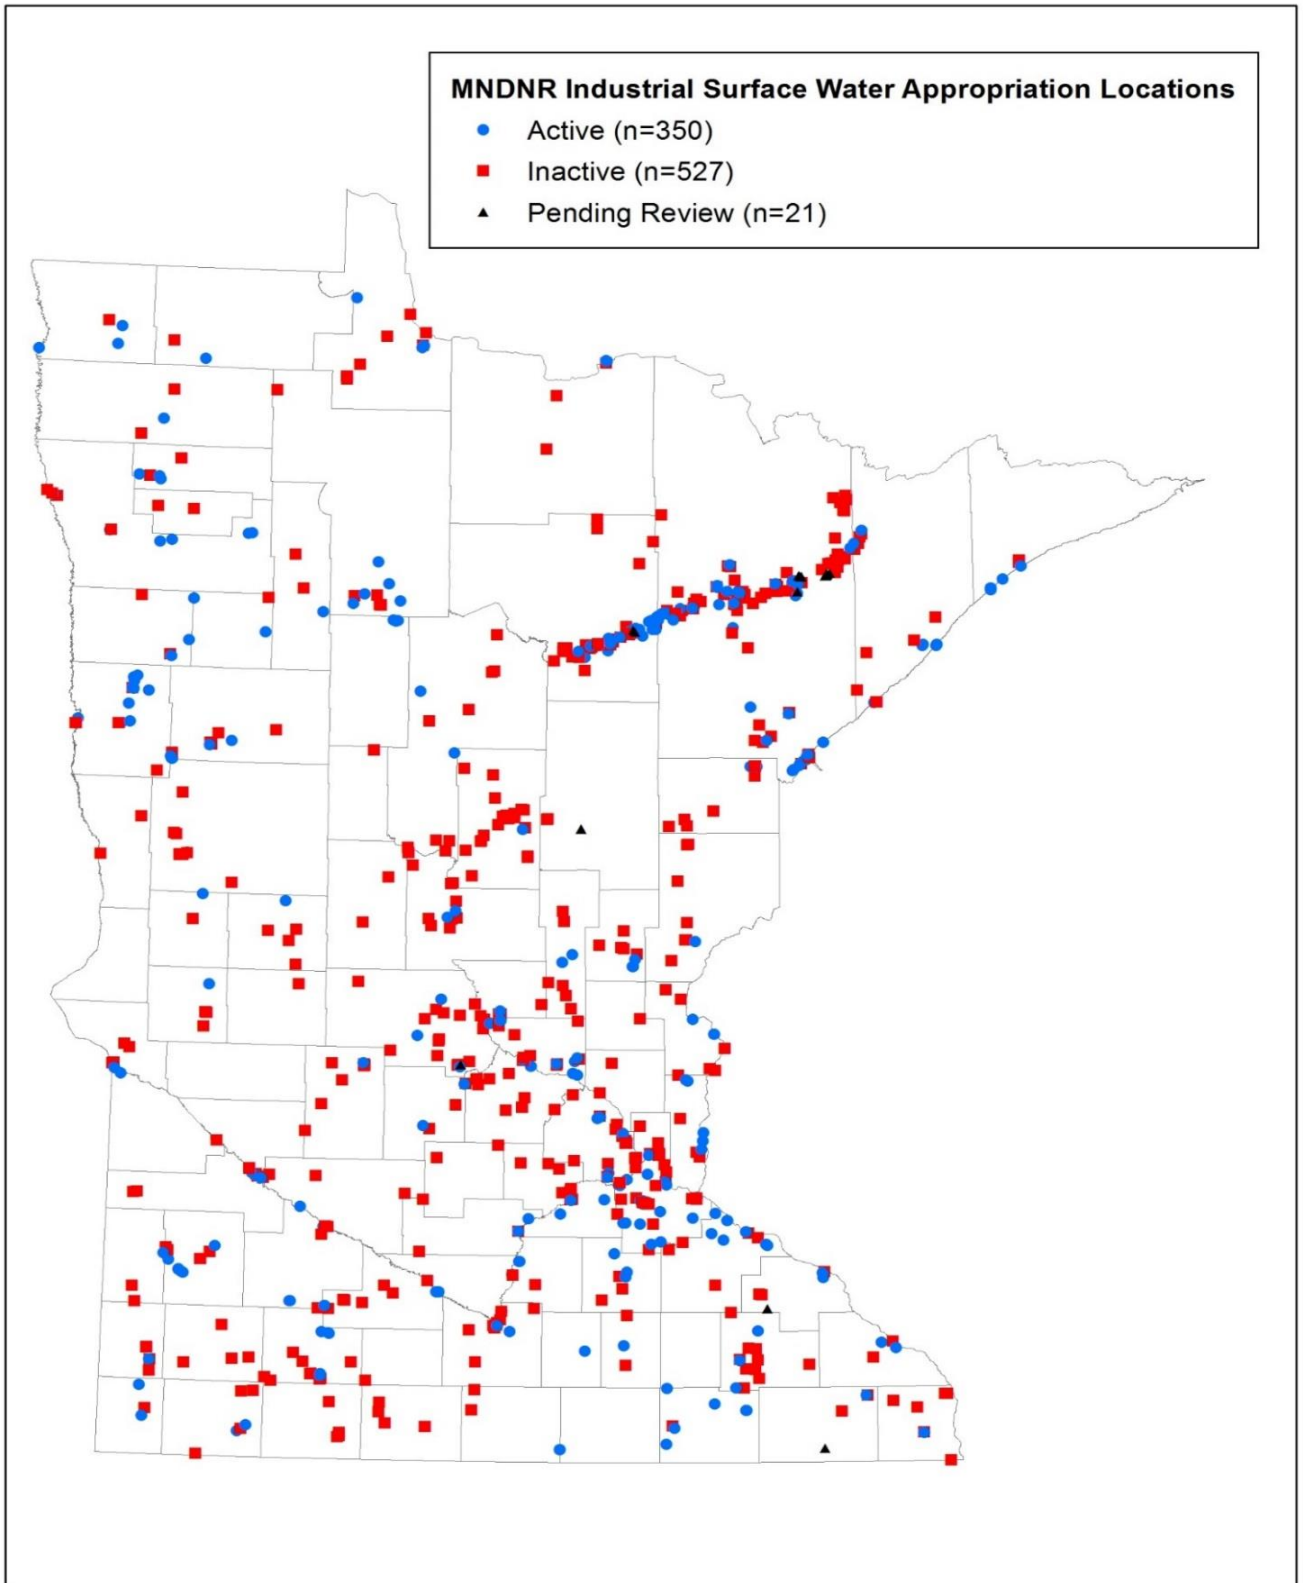 MNDNR Industrial Surface Water Appropriation Locations
Active (n=350)
Inactive (n=527)
Pending Review (n=21)